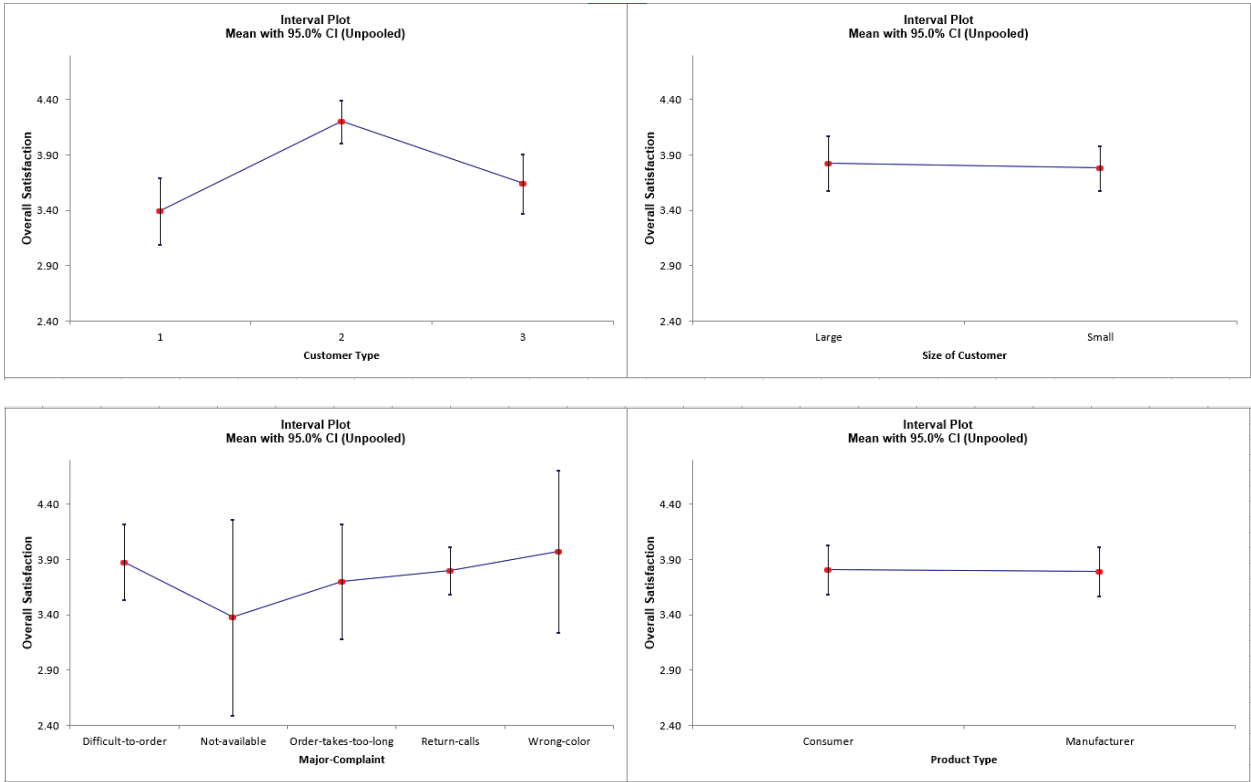 Interval Plot
Mean with 95.0% CI (Unpooled)
Overall Satisfaction
4.40
3.90
3.40
2.90
2.40
1 2 3
Customer Type
Interval Plot
Mean with 95.0% CI (Unpooled)
Overall Satisfaction
4.40
3.90
3.40
2.90
2.40
Large Small
Size of Customer
Interval Plot
Mean with 95.0% CI (Unpooled)
Overall Satisfaction
4.40
3.90
3.40
2.90
2.40
Difficult-to-order Not-available Order-takes-too-long Return-calls Wrong-color
Major-Complaint
Interval Plot
Mean with 95.0% CI (Unpooled)
Overall Satisfaction
4.40
3.90
3.40
2.90
2.40
Consumer Manufacturer
Product Type